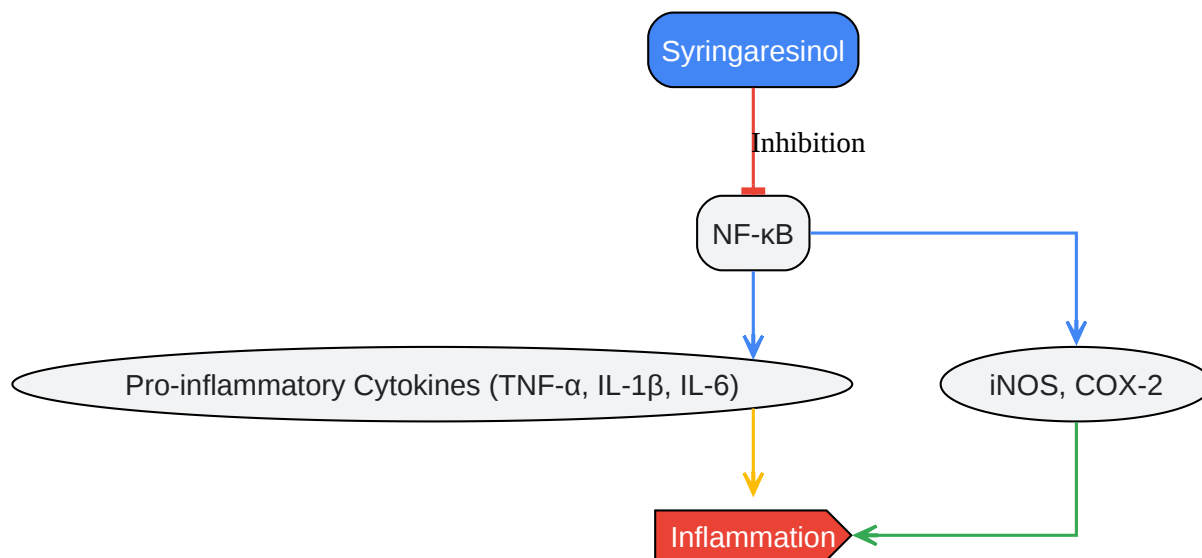 Syringaresinol
Inhibition
NF-κB
Pro-inflammatory Cytokines (TNF-α, IL-1β, IL-6)
iNOS, COX-2
Inflammation